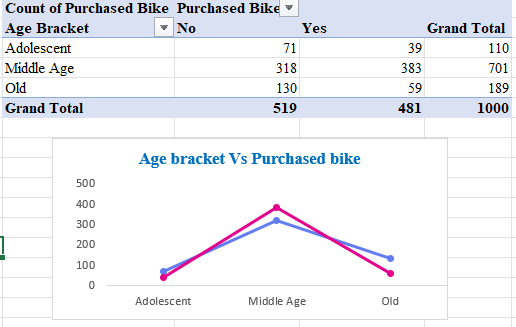 Count of Purchased Bike Purchased Bike
Age Bracket No Yes Grand Total
Adolescent 71 39 110
Middle Age 318 383 701
Old 130 59 189
Grand Total 519 481 1000
Age bracket Vs Purchased bike
500
400
300
200
100
0
Adolescent Middle Age Old